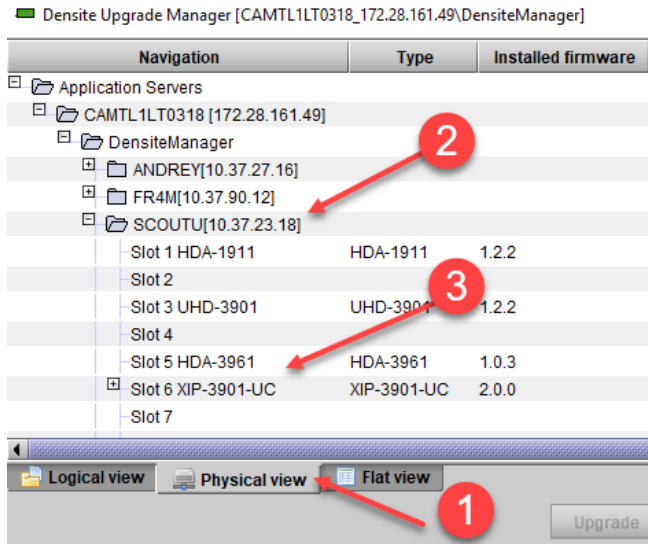 Densite Upgrade Manager [CAMTL1LT0318_172.28.161.49\DensiteManager]
Navigation Type Installed firmware
Application Servers
CAMTL1LT0318 [172.28.161.49]
DensiteManager
2
ANDREY[10.37.27.16]
FR4M[10.37.90.12]
SCOUTU[10.37.23.18]
Slot 1 HDA-1911 HDA-1911 1.2.2
Slot 2
3
Slot 3 UHD-3901 UHD-3901 1.2.2
Slot 4
Slot 5 HDA-3961 HDA-3961 1.0.3
Slot 6 XIP-3901-UC XIP-3901-UC 2.0.0
Slot 7
Logical view Physical view Flat view
1
Upgrade